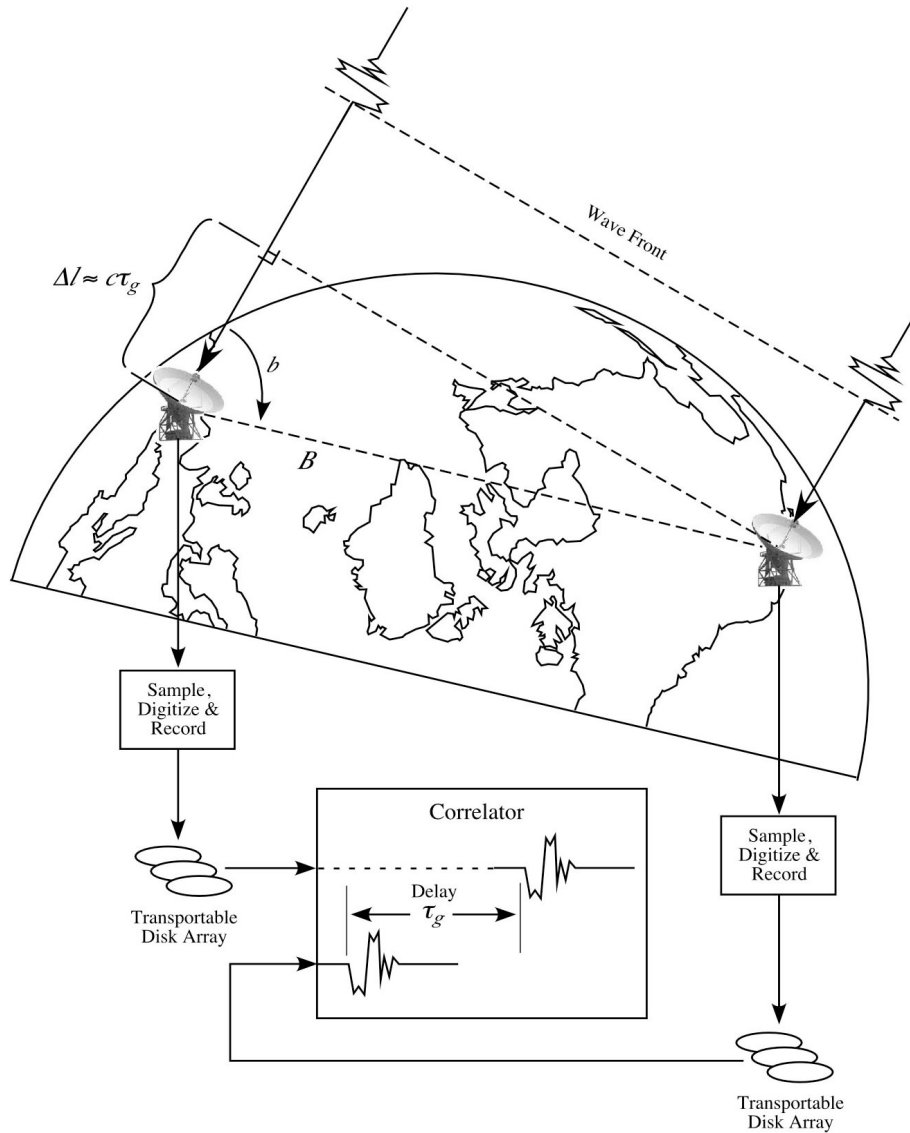 Wave Front
Δl ≈ cτg
b
B
Sample,
Digitize &
Record
Correlator
Sample,
Digitize &
Record
Delay
τg
Transportable
Disk Array
Transportable
Disk Array